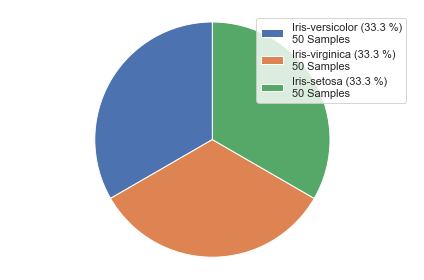 Iris-versicolor (33.3 %)
50 Samples
Iris-virginica (33.3 %)
50 Samples
Iris-setosa (33.3 %)
50 Samples